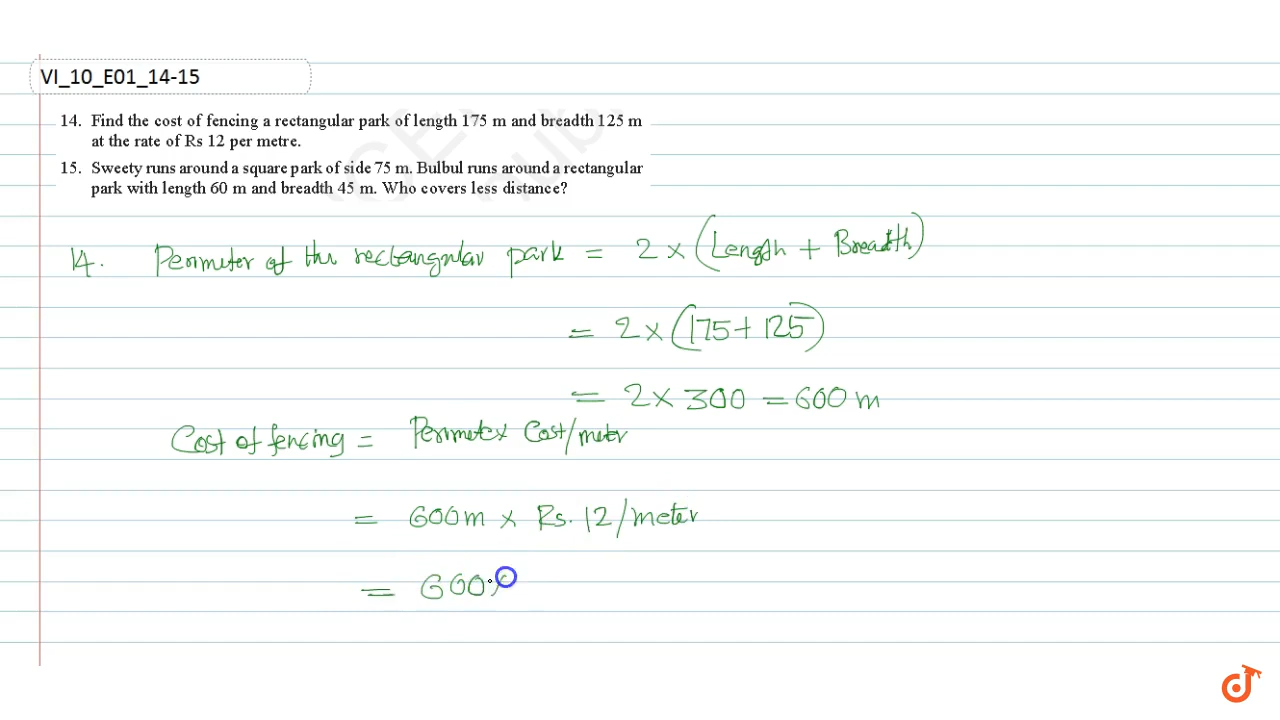 VI_10_E01_14-15
14. Find the cost of fencing a rectangular park of length 175 m and breadth 125 m
at the rate of Rs 12 per metre.
15. Sweety runs around a square park of side 75 m. Bulbul runs around a rectangular
park with length 60 m and breadth 45 m. Who covers less distance?
14. Perimeter of the rectangular park = 2 × (Length + Breadth)
= 2 × (175 + 125)
= 2 × 300 = 600 m
Cost of fencing = Perimeter × Cost/meter
= 600m × Rs. 12/meter
= 600 ×